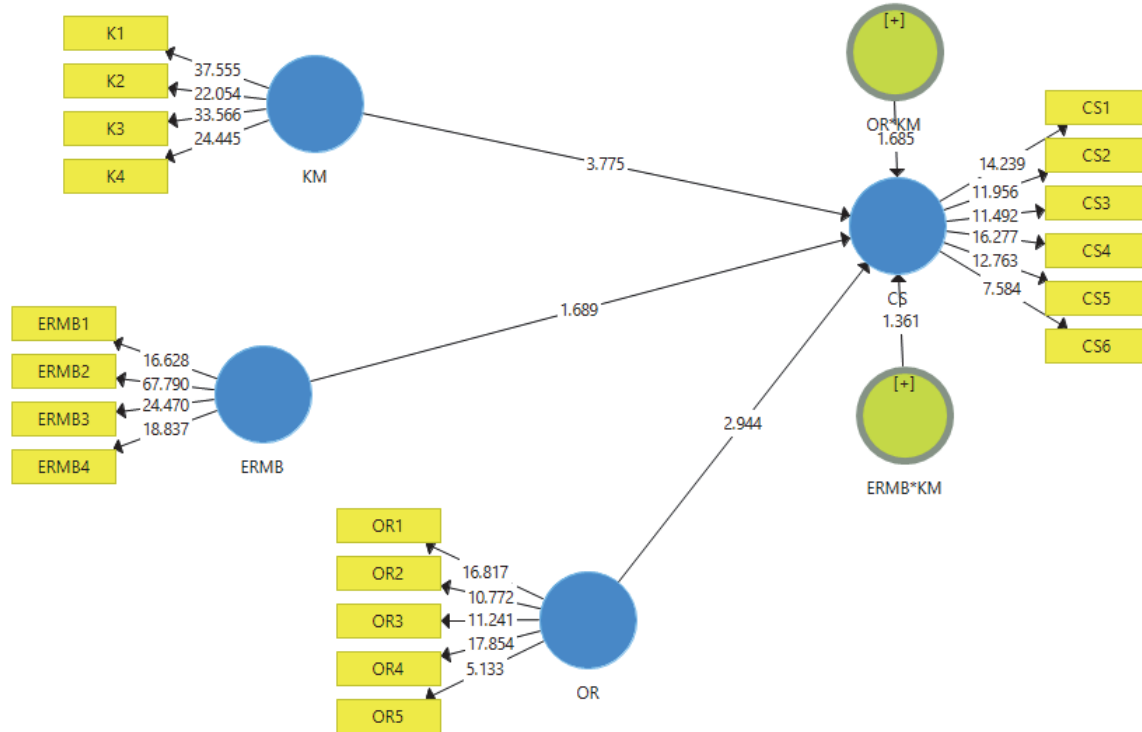 K1
K2
K3
K4
37.555
22.054
33.566
24.445
KM
3.775
[+]
OR*KM
1.685
CS1
CS2
CS3
CS4
CS5
CS6
14.239
11.956
11.492
16.277
12.763
7.584
CS
1.361
[+]
ERMB*KM
ERMB1
ERMB2
ERMB3
ERMB4
16.628
67.790
24.470
18.837
ERMB
1.689
2.944
OR1
OR2
OR3
OR4
OR5
16.817
10.772
11.241
17.854
5.133
OR